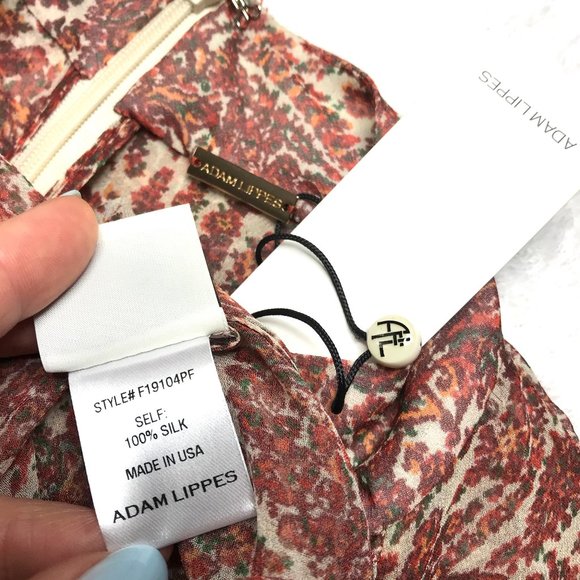 ADAM LIPPES
ADAM LIPPES
STYLE# F19104PF
SELF:
100% SILK
MADE IN USA
ADAM LIPPES